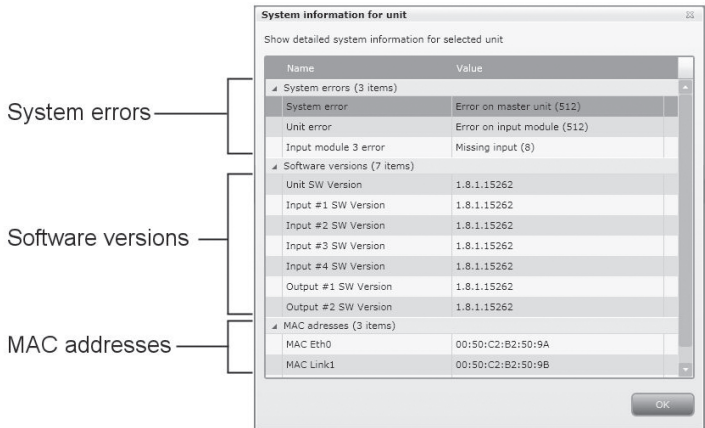 System information for unit
Show detailed system information for selected unit
Name Value
System errors (3 items)
System error Error on master unit (512)
Unit error Error on input module (512)
Input module 3 error Missing input (8)
Software versions (7 items)
Unit SW Version 1.8.1.15262
Input #1 SW Version 1.8.1.15262
Input #2 SW Version 1.8.1.15262
Input #3 SW Version 1.8.1.15262
Input #4 SW Version 1.8.1.15262
Output #1 SW Version 1.8.1.15262
Output #2 SW Version 1.8.1.15262
MAC adresses (3 items)
MAC Eth0 00:50:C2:B2:50:9A
MAC Link1 00:50:C2:B2:50:9B
OK
System errors
Software versions
MAC addresses